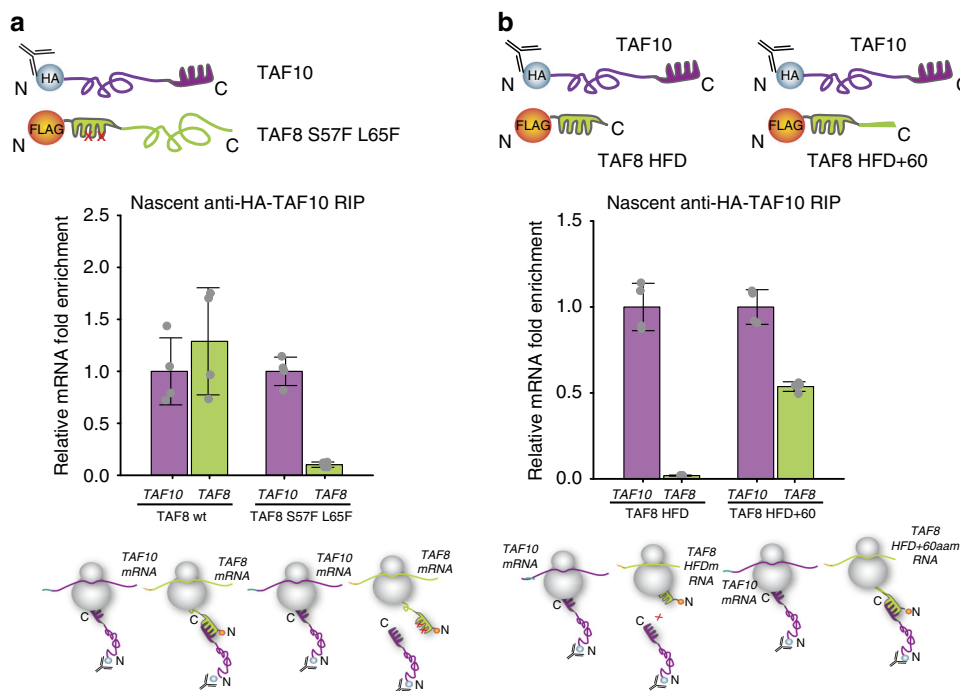 a
HA
N
C
TAF10
FLAG
N
C
TAF8 S57F L65F
Nascent anti-HA-TAF10 RIP
Relative mRNA fold enrichment
2.5
2.0
1.5
1.0
0.5
0.0
TAF10 TAF8 TAF10 TAF8
TAF8 wt TAF8 S57F L65F
TAF10
mRNA
C
N
TAF8
mRNA
C
N
N
TAF10
mRNA
C
N
TAF8
mRNA
x x
C
N
N
b
TAF10
HA
N
C
FLAG
N
C
TAF8 HFD
TAF10
HA
N
C
FLAG
N
C
TAF8 HFD+60
Nascent anti-HA-TAF10 RIP
Relative mRNA fold enrichment
1.5
1.0
0.5
0.0
TAF10 TAF8 TAF10 TAF8
TAF8 HFD TAF8 HFD+60
TAF10
mRNA
C
N
TAF8
HFDm
RNA
N
x
C
N
TAF10
mRNA
C
N
TAF8
HFD+60aam
RNA
C
N
N